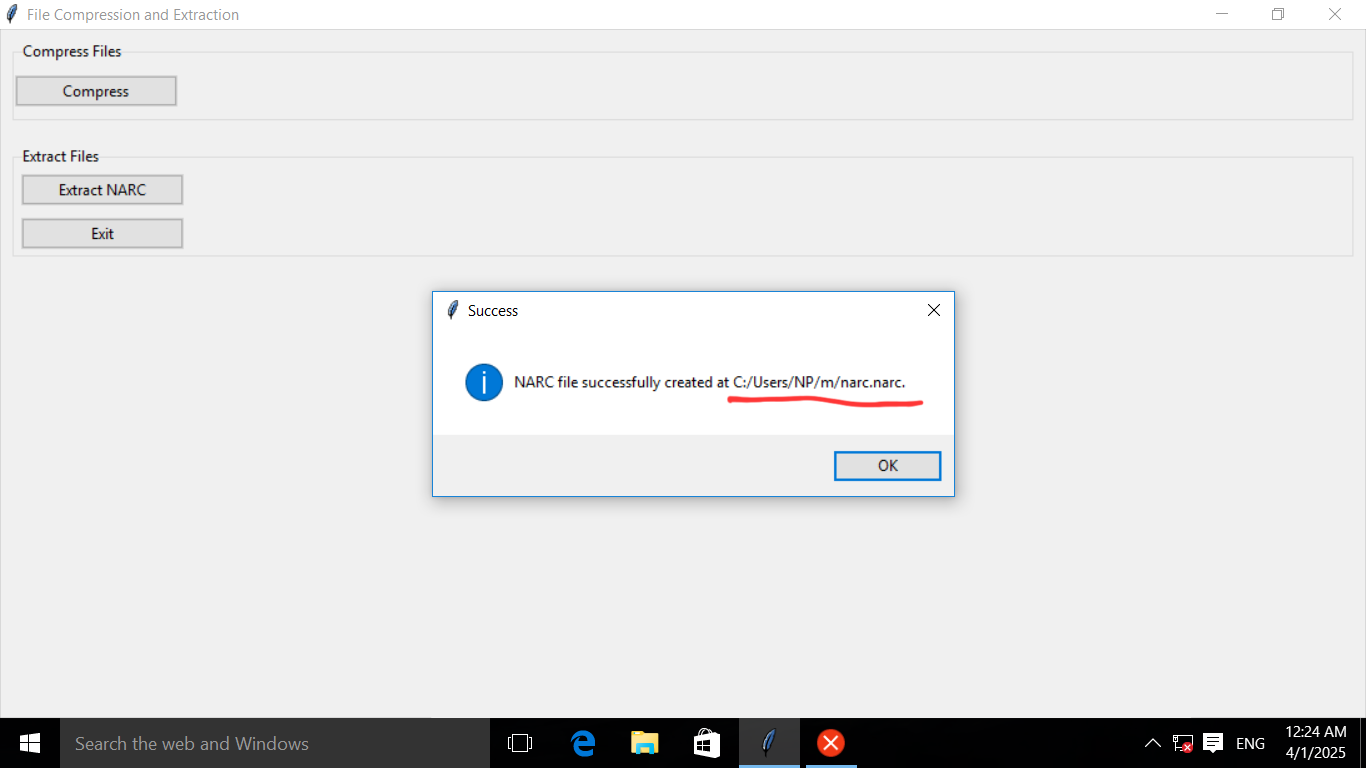 File Compression and Extraction
Compress Files
Compress
Extract Files
Extract NARC
Exit
Success
NARC file successfully created at C:/Users/NP/m/narc.narc.
OK
Search the web and Windows
ENG
12:24 AM
4/1/2025